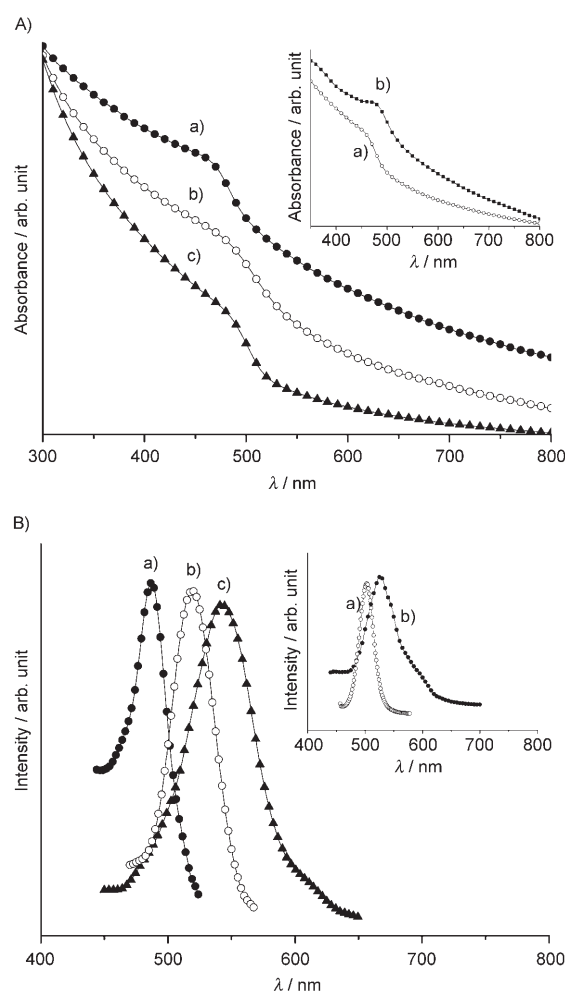 A)
a)
b)
c)
Absorbance / arb. unit
300 400 500 600 700 800
λ / nm
b)
a)
Absorbance / arb. unit
400 500 600 700 800
λ / nm
B)
a)
b)
c)
Intensity / arb. unit
400 500 600 700 800
λ / nm
a)
b)
Intensity / arb. unit
400 500 600 700 800
λ / nm